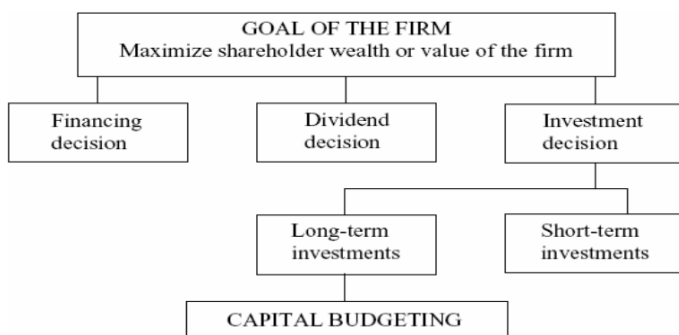 GOAL OF THE FIRM
Maximize shareholder wealth or value of the firm
Financing
decision
Dividend
decision
Investment
decision
Long-term
investments
Short-term
investments
CAPITAL BUDGETING